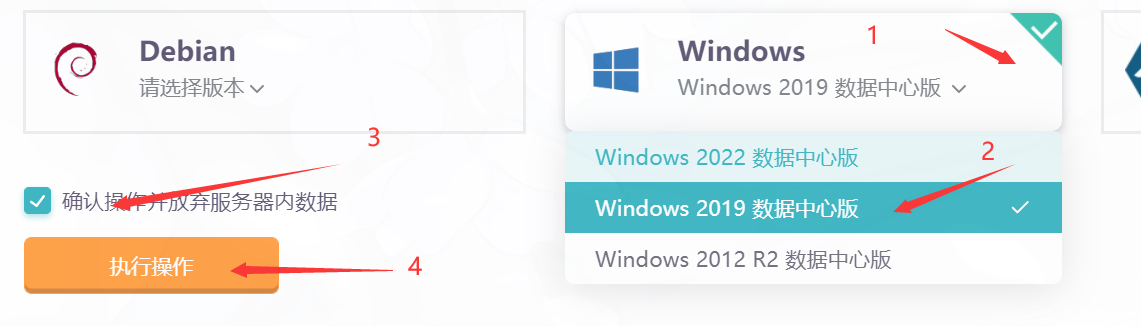 Debian
请选择版本
1
Windows
Windows 2019 数据中心版
3
Windows 2022 数据中心版
2
Windows 2019 数据中心版
确认操作并放弃服务器内数据
Windows 2012 R2 数据中心版
执行操作
4